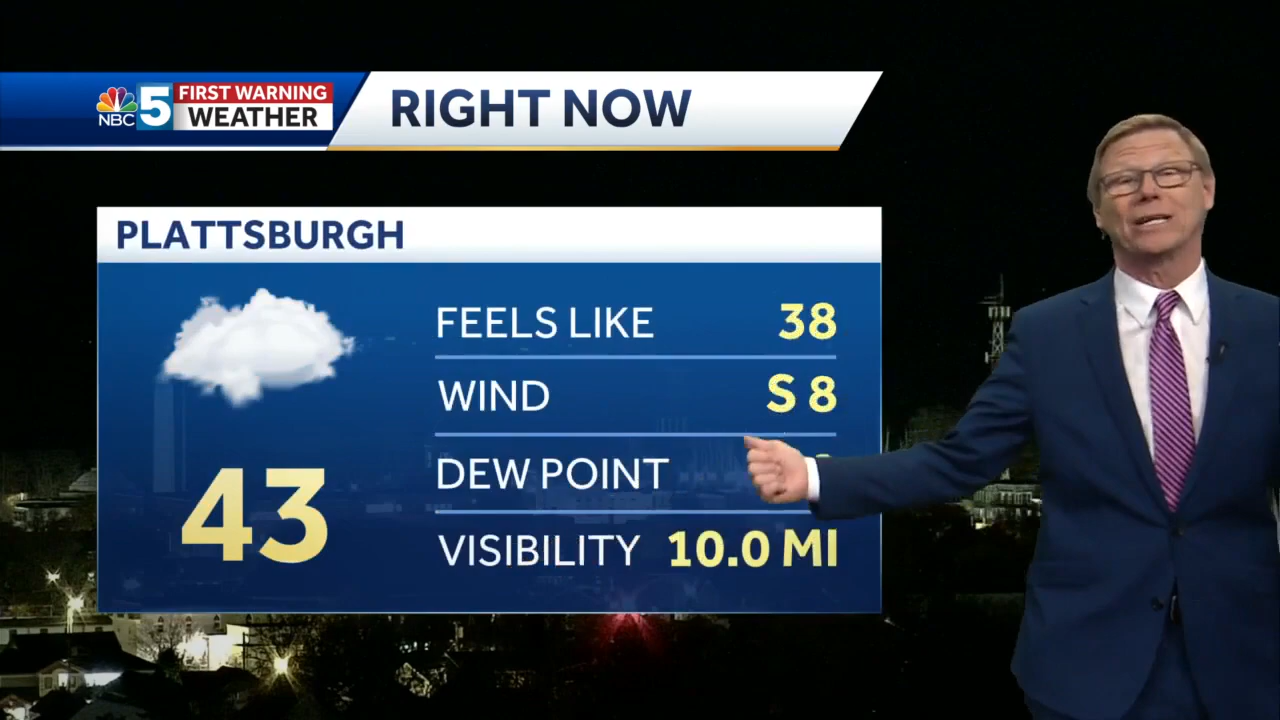 NBC 5 FIRST WARNING
WEATHER
RIGHT NOW
PLATTSBURGH
43
FEELS LIKE 38
WIND S 8
DEW POINT
VISIBILITY 10.0 MI